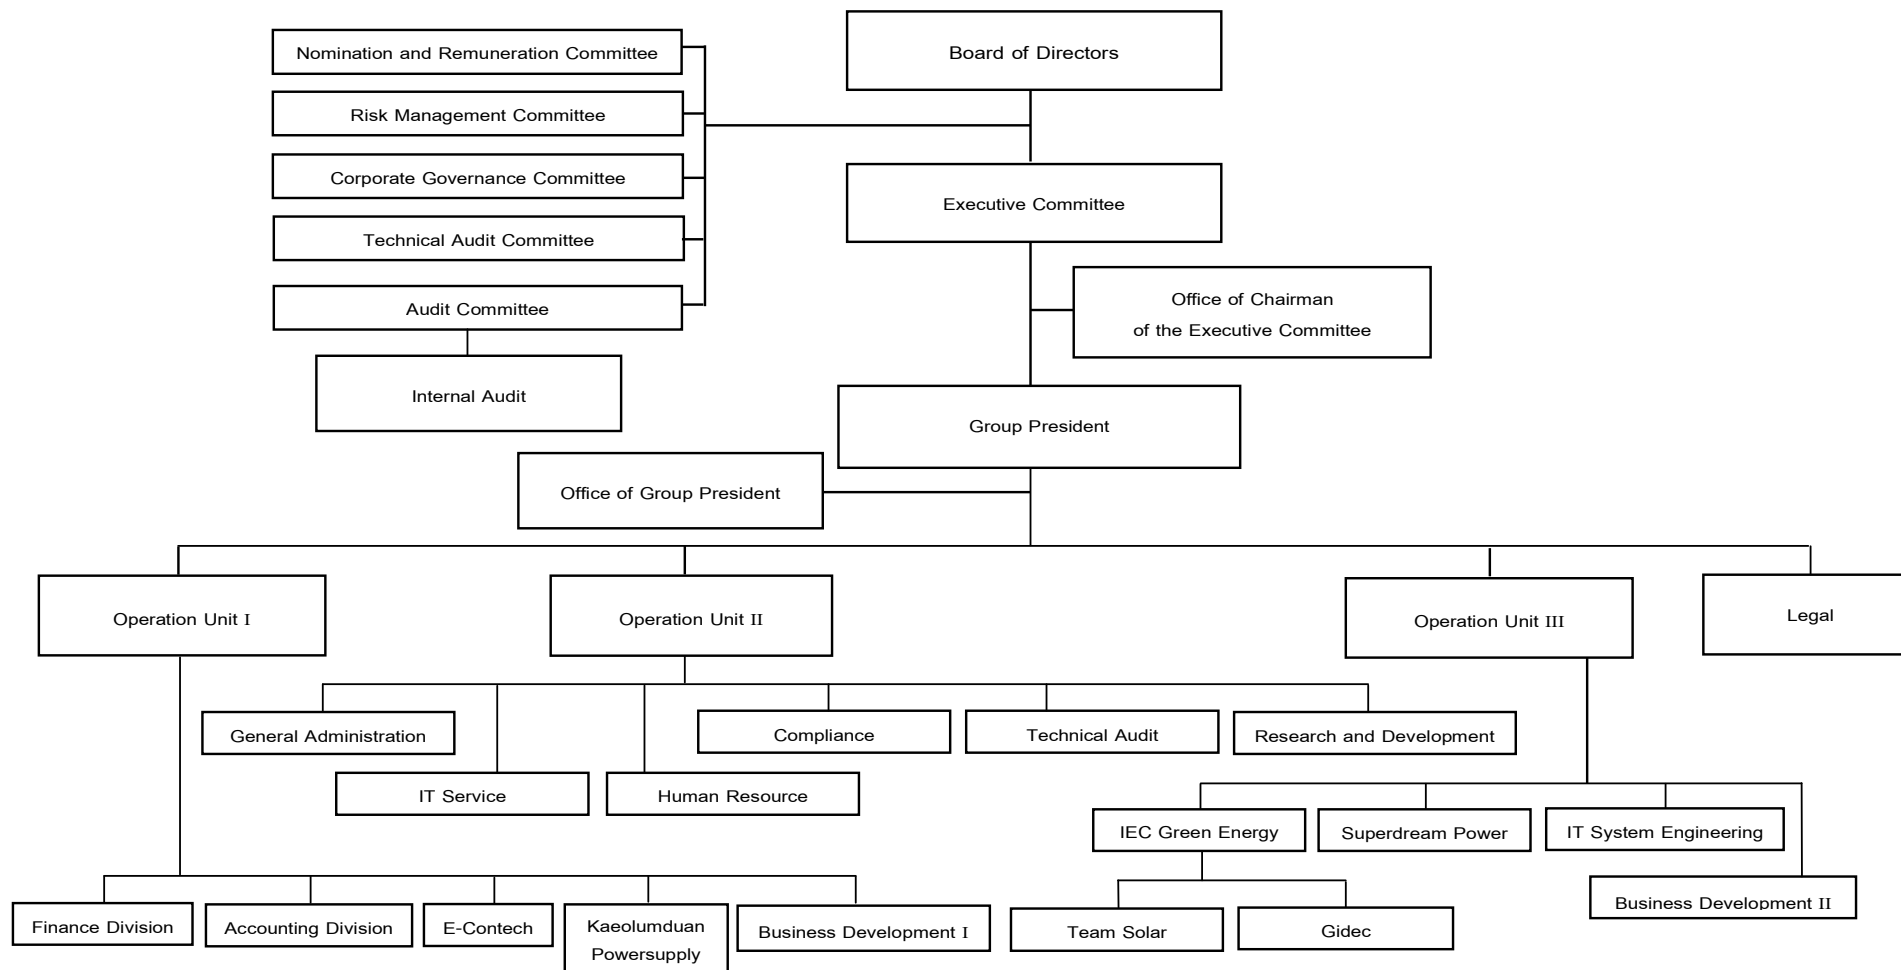 Board of Directors
Nomination and Remuneration Committee
Risk Management Committee
Corporate Governance Committee
Technical Audit Committee
Audit Committee
Internal Audit
Executive Committee
Office of Chairman
of the Executive Committee
Group President
Office of Group President
Operation Unit I
Operation Unit II
Operation Unit III
Legal
General Administration
Compliance
Technical Audit
Research and Development
IT Service
Human Resource
IEC Green Energy
Superdream Power
IT System Engineering
Business Development II
Finance Division
Accounting Division
E-Contech
Kaeolumduan
Powersupply
Business Development I
Team Solar
Gidec